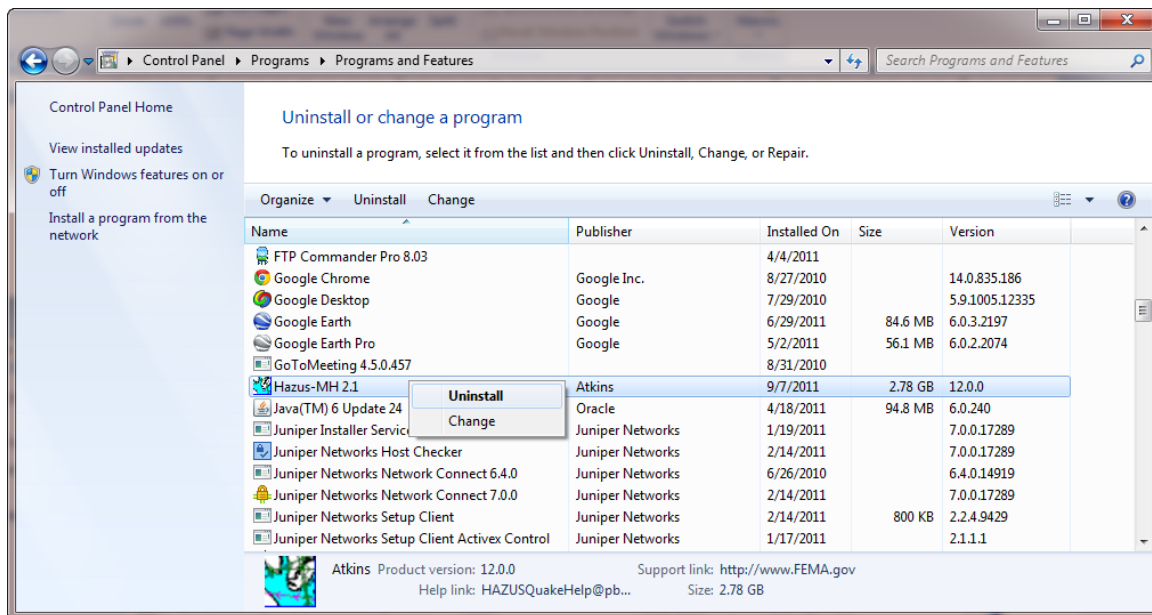 Control Panel ▸ Programs ▸ Programs and Features
Search Programs and Features
Control Panel Home
View installed updates
Turn Windows features on or
off
Install a program from the
network
Uninstall or change a program
To uninstall a program, select it from the list and then click Uninstall, Change, or Repair.
Organize Uninstall Change
Name Publisher Installed On Size Version
FTP Commander Pro 8.03 4/4/2011
Google Chrome Google Inc. 8/27/2010 14.0.835.186
Google Desktop Google 7/29/2010 5.9.1005.12335
Google Earth Google 6/29/2011 84.6 MB 6.0.3.2197
Google Earth Pro Google 5/2/2011 56.1 MB 6.0.2.2074
GoToMeeting 4.5.0.457 8/31/2010
Hazus-MH 2.1 Atkins 9/7/2011 2.78 GB 12.0.0
Uninstall
Java(TM) 6 Update 24 Oracle 4/18/2011 94.8 MB 6.0.240
Change
Juniper Installer Servic Juniper Networks 1/19/2011 7.0.0.17289
Juniper Networks Host Checker Juniper Networks 2/14/2011 7.0.0.17289
Juniper Networks Network Connect 6.4.0 Juniper Networks 6/26/2010 6.4.0.14919
Juniper Networks Network Connect 7.0.0 Juniper Networks 2/14/2011 7.0.0.17289
Juniper Networks Setup Client Juniper Networks 2/14/2011 800 KB 2.2.4.9429
Juniper Networks Setup Client Activex Control Juniper Networks 1/17/2011 2.1.1.1
Atkins Product version: 12.0.0 Support link: http://www.FEMA.gov
Help link: HAZUSQuakeHelp@pb... Size: 2.78 GB